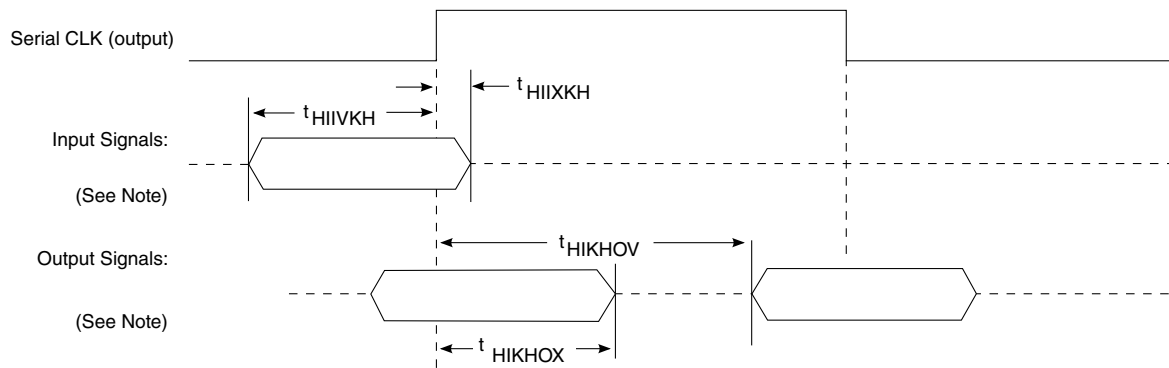 Serial CLK (output)
tHIIXKH
tHIIVKH
Input Signals:
(See Note)
tHIKHOV
Output Signals:
(See Note)
tHIKHOX